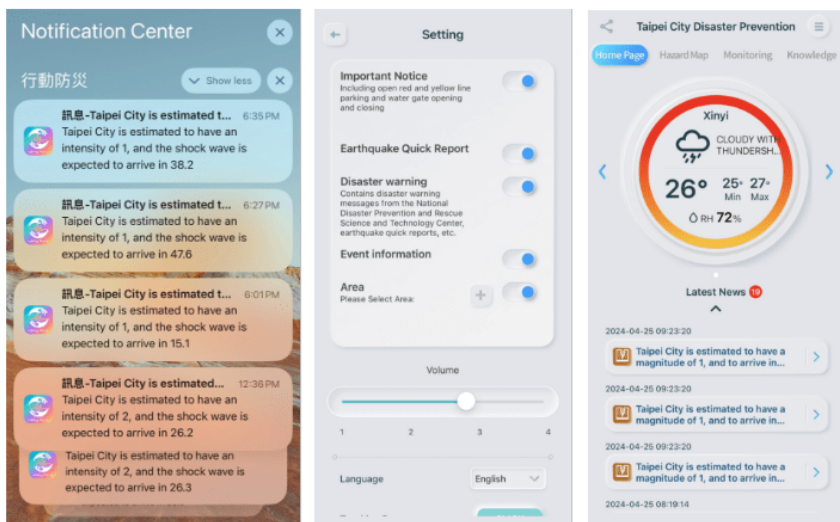 Notification Center
行動防災
Show less
訊息-Taipei City is estimated t... 6:35 PM
Taipei City is estimated to have an
intensity of 1, and the shock wave is
expected to arrive in 38.2
訊息-Taipei City is estimated t... 6:27 PM
Taipei City is estimated to have an
intensity of 1, and the shock wave is
expected to arrive in 47.6
訊息-Taipei City is estimated t... 6:01 PM
Taipei City is estimated to have an
intensity of 1, and the shock wave is
expected to arrive in 15.1
訊息-Taipei City is estimated... 12:36 PM
Taipei City is estimated to have an
intensity of 2, and the shock wave is
expected to arrive in 26.2
Taipei City is estimated to have an
intensity of 2, and the shock wave is
expected to arrive in 26.3
Setting
Important Notice
Including open red and yellow line
parking and water gate opening
and closing
Earthquake Quick Report
Disaster warning
Contains disaster warning
messages from the National
Disaster Prevention and Rescue
Science and Technology Center,
earthquake quick reports, etc.
Event information
Area
Please Select Area:
Volume
1 2 3 4
Language English
Taipei City Disaster Prevention
Home Page Hazard Map Monitoring Knowledge
Xinyi
CLOUDY WITH
THUNDERSH...
26° 25° 27°
Min Max
RH 72%
Latest News 19
2024-04-25 09:23:20
Taipei City is estimated to have a
magnitude of 1, and to arrive in...
2024-04-25 09:23:20
Taipei City is estimated to have a
magnitude of 1, and to arrive in...
2024-04-25 09:23:20
Taipei City is estimated to have a
magnitude of 1, and to arrive in...
2024-04-25 08:19:14